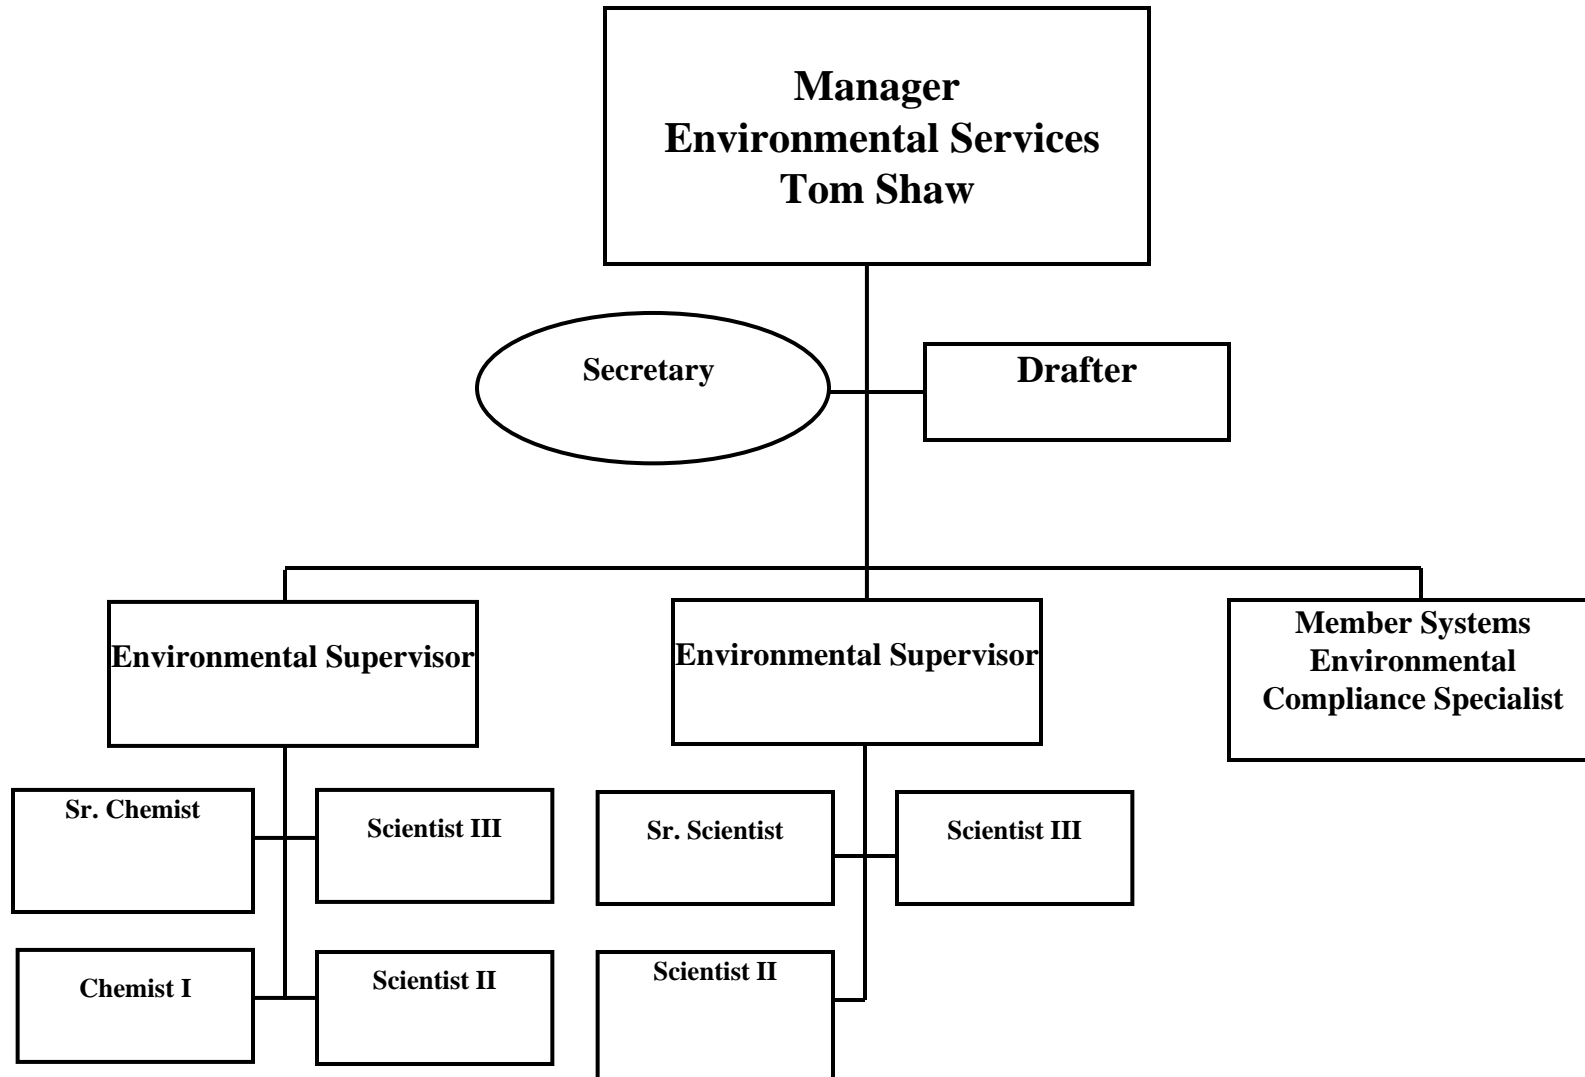 Manager
Environmental Services
Tom Shaw
Secretary
Drafter
Environmental Supervisor
Environmental Supervisor
Member Systems
Environmental
Compliance Specialist
Sr. Chemist
Scientist III
Sr. Scientist
Scientist III
Chemist I
Scientist II
Scientist II